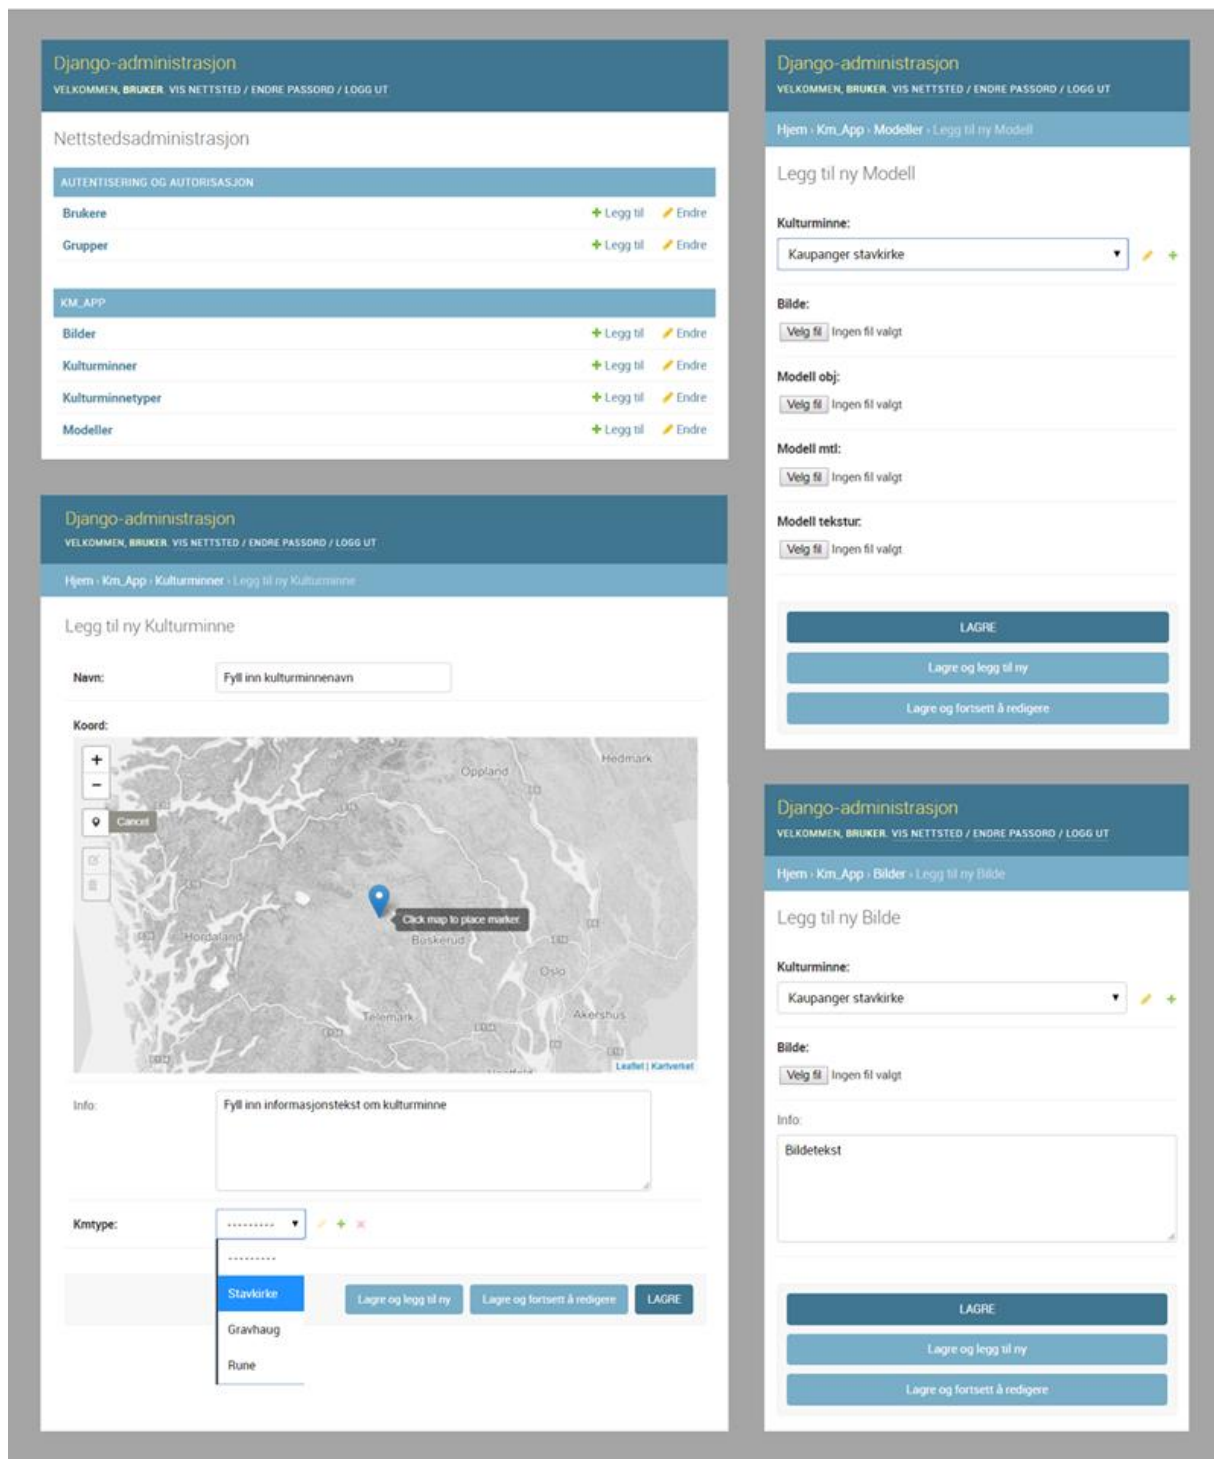 Django-administrasjon
VELKOMMEN, BRUKER. VIS NETTSTED / ENDRE PASSORD / LOGG UT
Nettstedsadministrasjon
AUTENTISERING OG AUTORISASJON
Brukere + Legg til Endre
Grupper + Legg til Endre
KM_APP
Bilder + Legg til Endre
Kulturminner + Legg til Endre
Kulturminnetyper + Legg til Endre
Modeller + Legg til Endre
Django-administrasjon
VELKOMMEN, BRUKER. VIS NETTSTED / ENDRE PASSORD / LOGG UT
Hjem › Km_App › Kulturminner › Legg til ny Kulturminne
Legg til ny Kulturminne
Navn: Fyll inn kulturminnenavn
Koord:
+
−
Cancel
Oppland
Hedmark
Click map to place marker.
Hordaland
Buskerud
Oslo
Telemark
Akershus
Leaflet | Kartverket
Info: Fyll inn informasjonstekst om kulturminne
Kmtype: ---------
---------
Stavkirke
Gravhaug
Rune
Lagre og legg til ny Lagre og fortsett å redigere LAGRE
Django-administrasjon
VELKOMMEN, BRUKER. VIS NETTSTED / ENDRE PASSORD / LOGG UT
Hjem › Km_App › Modeller › Legg til ny Modell
Legg til ny Modell
Kulturminne:
Kaupanger stavkirke
Bilde:
Velg fil Ingen fil valgt
Modell obj:
Velg fil Ingen fil valgt
Modell mtl:
Velg fil Ingen fil valgt
Modell tekstur:
Velg fil Ingen fil valgt
LAGRE
Lagre og legg til ny
Lagre og fortsett å redigere
Django-administrasjon
VELKOMMEN, BRUKER. VIS NETTSTED / ENDRE PASSORD / LOGG UT
Hjem › Km_App › Bilder › Legg til ny Bilde
Legg til ny Bilde
Kulturminne:
Kaupanger stavkirke
Bilde:
Velg fil Ingen fil valgt
Info:
Bildetekst
LAGRE
Lagre og legg til ny
Lagre og fortsett å redigere